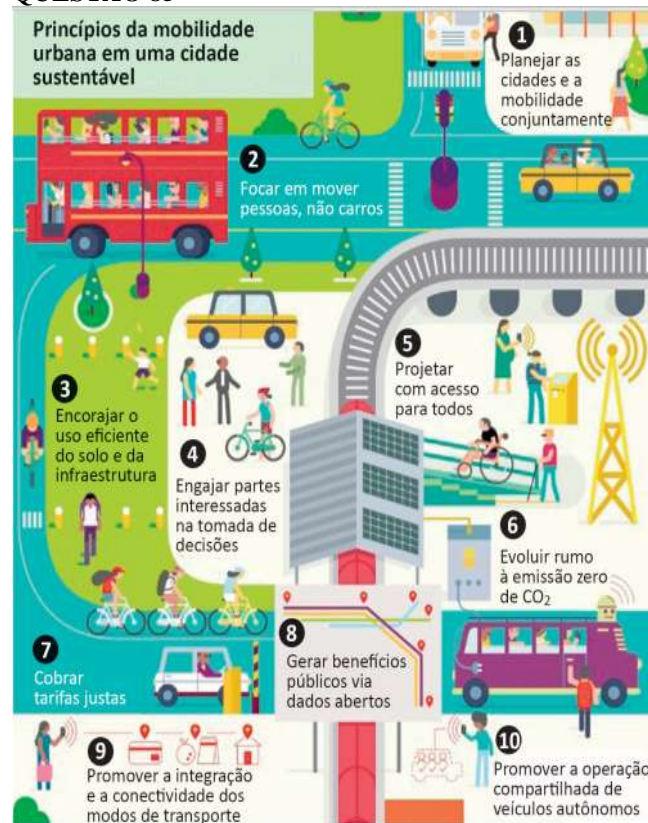 Princípios da mobilidade
urbana em uma cidade
sustentável
1
Planejar as
cidades e a
mobilidade
conjuntamente
2
Focar em mover
pessoas, não carros
3
Encorajar o
uso eficiente
do solo e da
infraestrutura
4
Engajar partes
interessadas
na tomada de
decisões
5
Projetar
com acesso
para todos
6
Evoluir rumo
à emissão zero
de CO₂
7
Cobrar
tarifas justas
8
Gerar benefícios
públicos via
dados abertos
9
Promover a integração
e a conectividade dos
modos de transporte
10
Promover a operação
compartilhada de
veículos autônomos